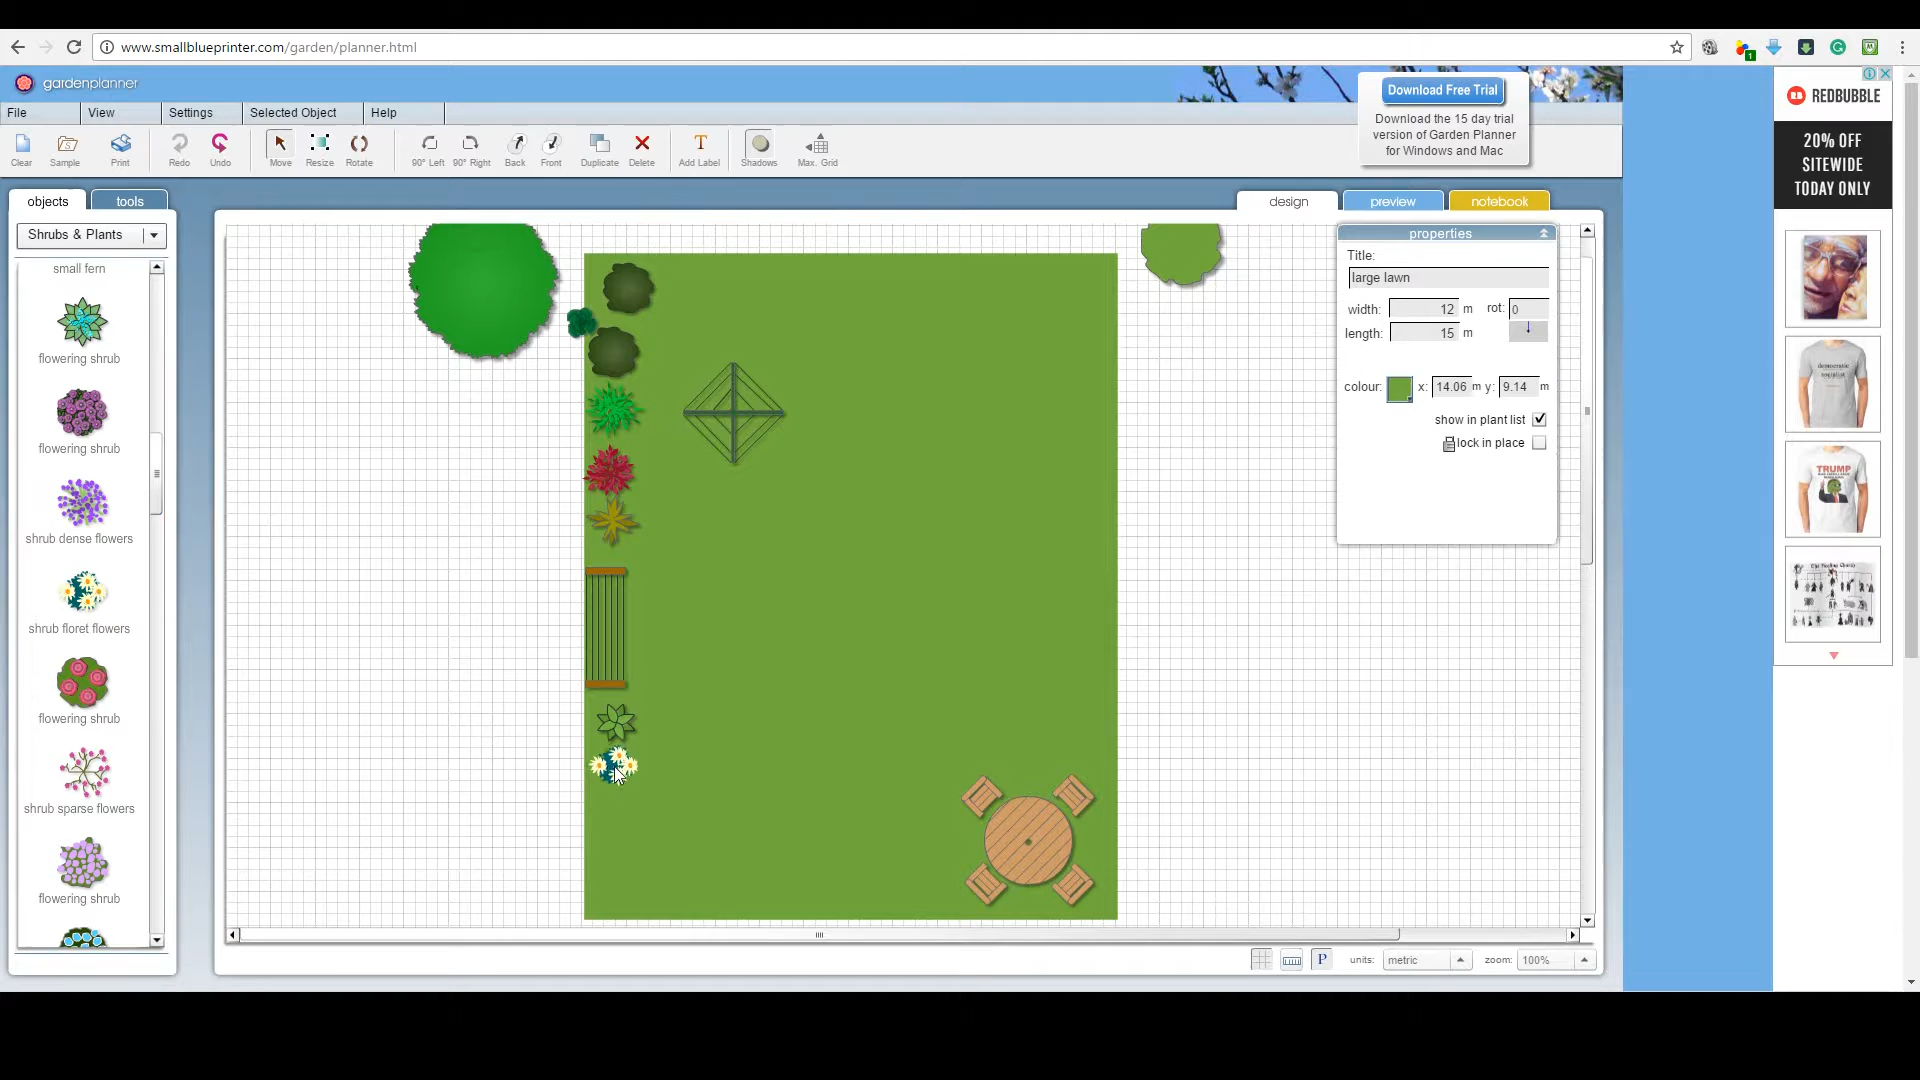 www.smallblueprinter.com/garden/planner.html
1
gardenplanner
Download Free Trial
Download the 15 day trial
version of Garden Planner
for Windows and Mac
File View Settings Selected Object Help
Clear Sample Print Redo Undo Move Resize Rotate 90° Left 90° Right Back Front Duplicate Delete Add Label Shadows Max. Grid
objects tools
design preview notebook
Shrubs & Plants
small fern
flowering shrub
flowering shrub
shrub dense flowers
shrub floret flowers
flowering shrub
shrub sparse flowers
flowering shrub
properties
Title:
large lawn
width: 12 m rot: 0
length: 15 m
colour: x: 14.06 m y: 9.14 m
show in plant list
lock in place
P units: metric zoom: 100%
REDBUBBLE
20% OFF
SITEWIDE
TODAY ONLY
democratic
socialist
TRUMP